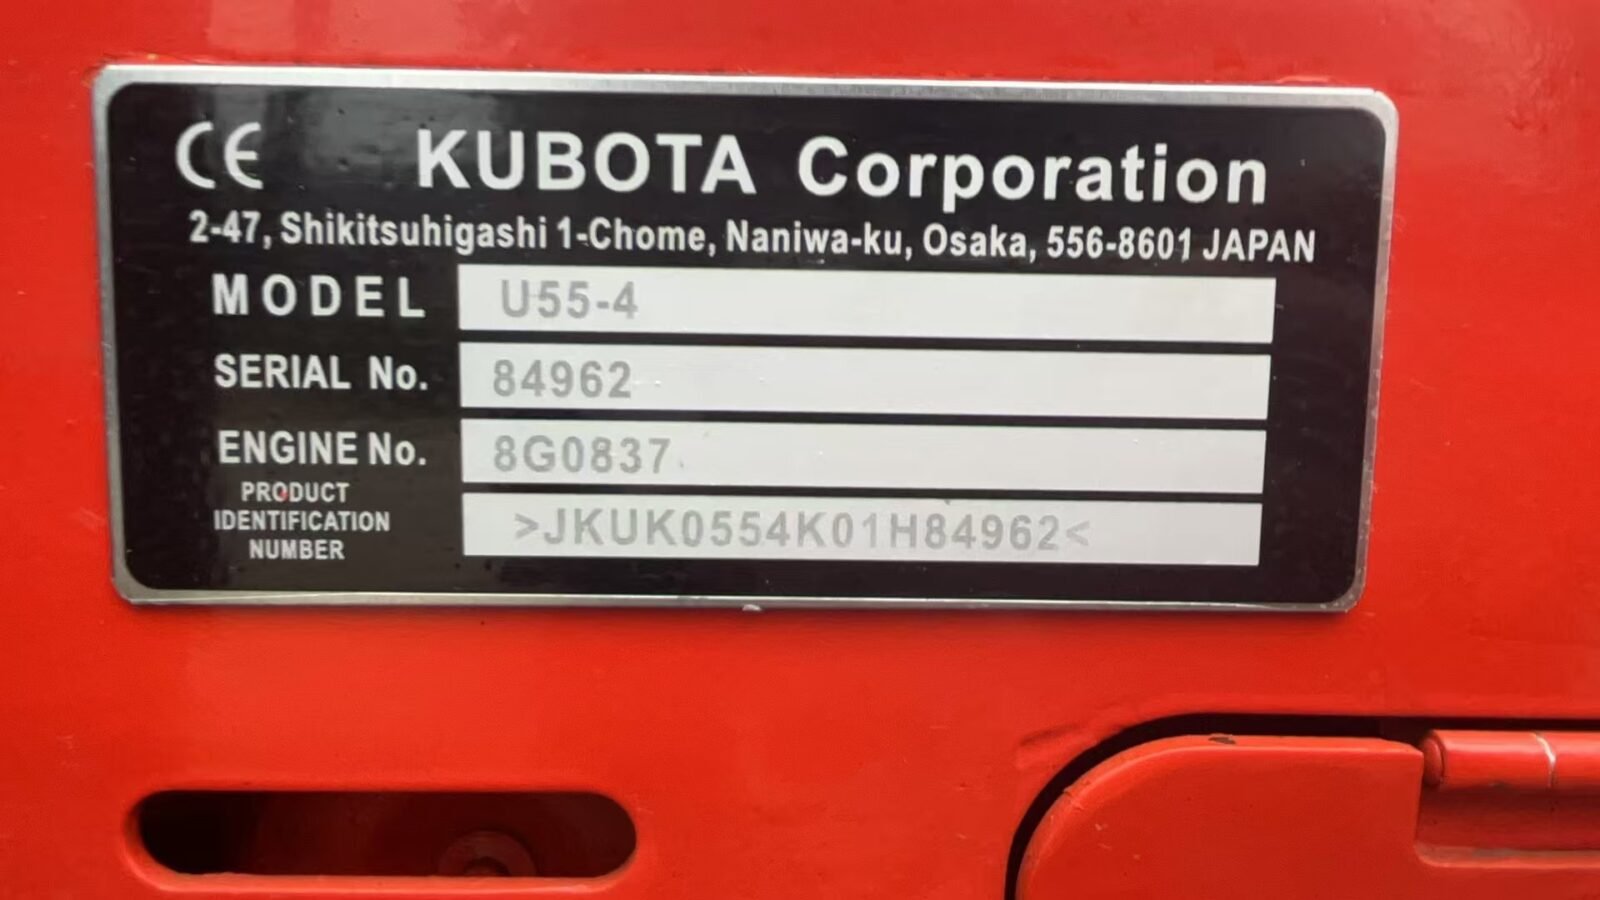 CE KUBOTA Corporation
2-47, Shikitsuhigashi 1-Chome, Naniwa-ku, Osaka, 556-8601 JAPAN
MODEL U55-4
SERIAL No. 84962
ENGINE No. 8G0837
PRODUCT
IDENTIFICATION
NUMBER
>JKUK0554K01H84962<